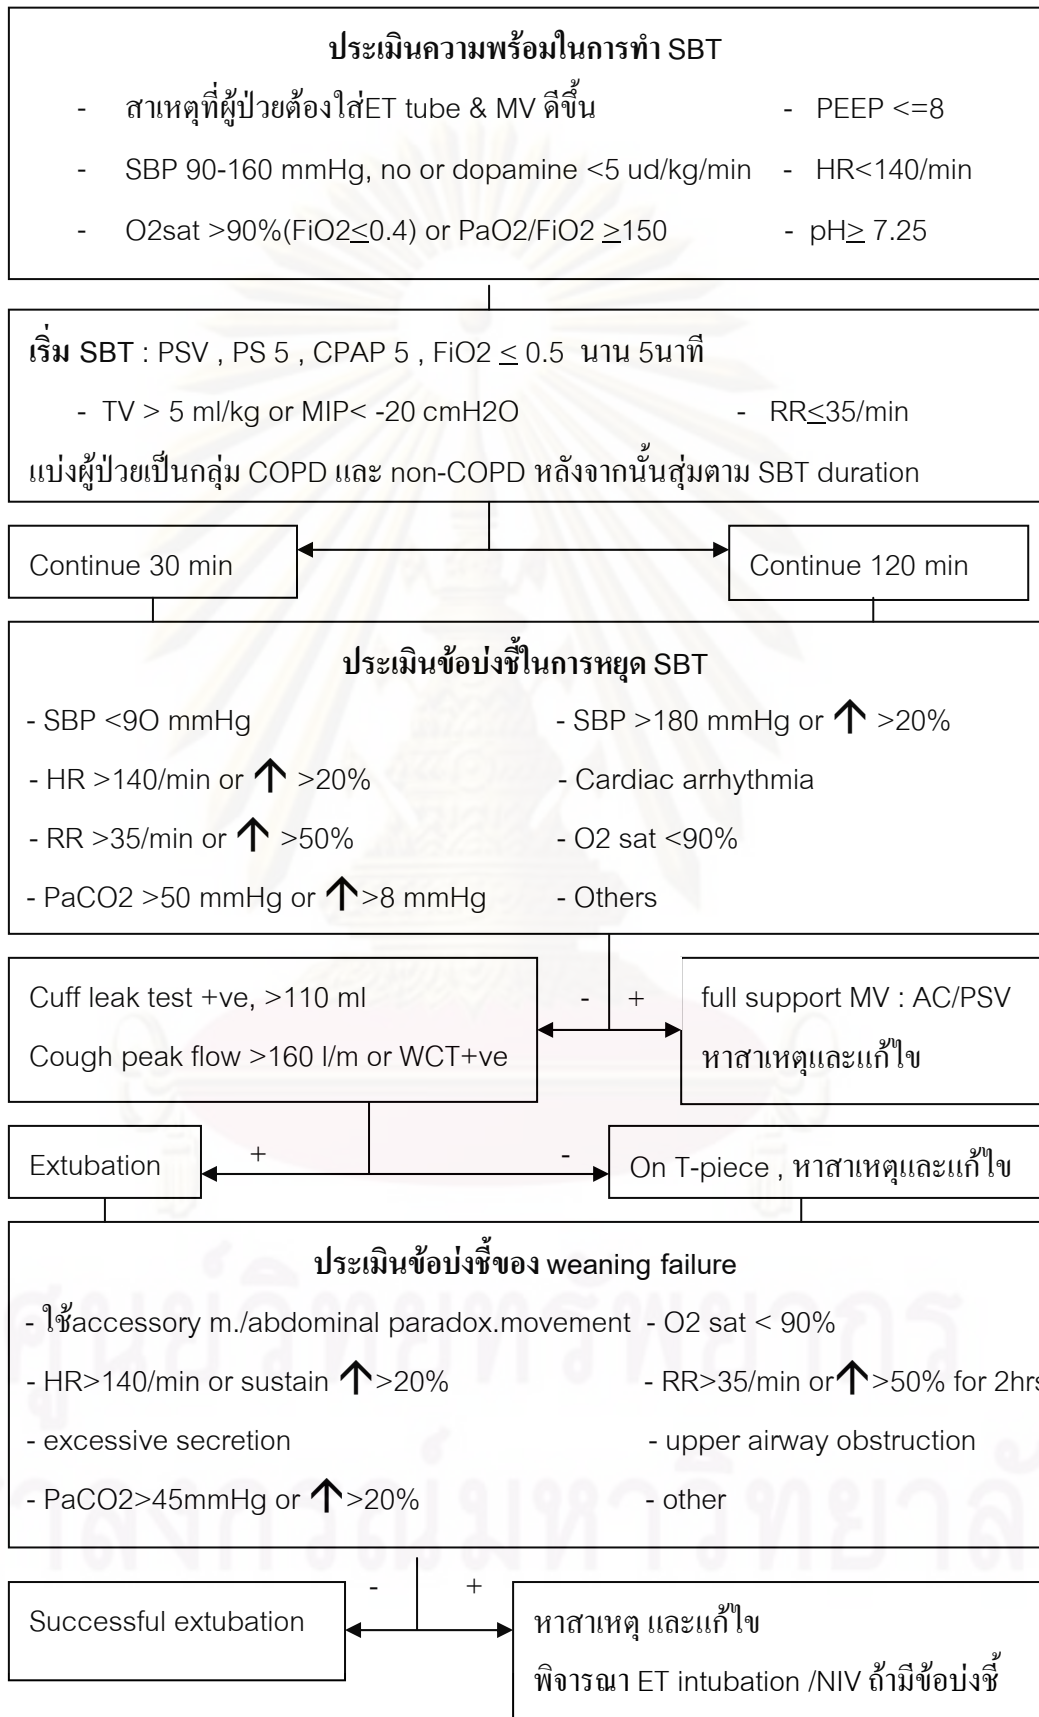 ประเมินความพร้อมในการทำ SBT
- สาเหตุที่ผู้ป่วยต้องใส่ET tube & MV ดีขึ้น - PEEP <=8
- SBP 90-160 mmHg, no or dopamine <5 ud/kg/min - HR<140/min
- O2sat >90%(FiO2≤0.4) or PaO2/FiO2 ≥150 - pH≥ 7.25
เริ่ม SBT : PSV , PS 5 , CPAP 5 , FiO2 ≤ 0.5 นาน 5นาที
- TV > 5 ml/kg or MIP< -20 cmH2O - RR≤35/min
แบ่งผู้ป่วยเป็นกลุ่ม COPD และ non-COPD หลังจากนั้นสุ่มตาม SBT duration
Continue 30 min Continue 120 min
ประเมินข้อบ่งชี้ในการหยุด SBT
- SBP <9O mmHg - SBP >180 mmHg or ↑ >20%
- HR >140/min or ↑ >20% - Cardiac arrhythmia
- RR >35/min or ↑ >50% - O2 sat <90%
- PaCO2 >50 mmHg or ↑>8 mmHg - Others
Cuff leak test +ve, >110 ml - + full support MV : AC/PSV
Cough peak flow >160 l/m or WCT+ve หาสาเหตุและแก้ไข
Extubation + - On T-piece , หาสาเหตุและแก้ไข
ประเมินข้อบ่งชี้ของ weaning failure
- ใช้accessory m./abdominal paradox.movement - O2 sat < 90%
- HR>140/min or sustain ↑>20% - RR>35/min or↑>50% for 2hrs
- excessive secretion - upper airway obstruction
- PaCO2>45mmHg or ↑>20% - other
- +
Successful extubation หาสาเหตุ และแก้ไข
พิจารณา ET intubation /NIV ถ้ามีข้อบ่งชี้
ศูนย์วิทยทรัพยากร